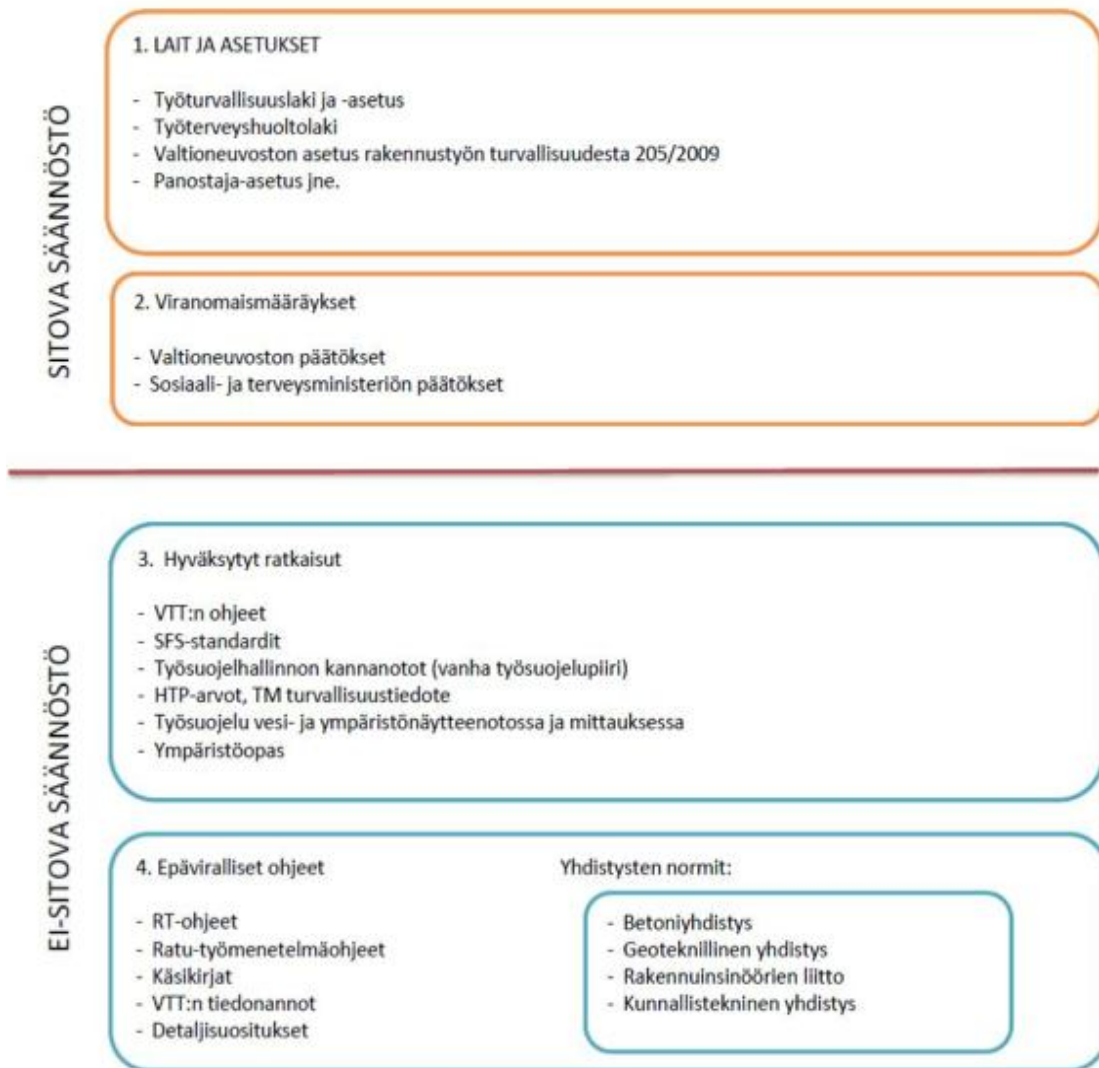 SITOVA SÄÄNNÖSTÖ
1. LAIT JA ASETUKSET
- Työturvallisuuslaki ja -asetus
- Työterveyshuoltolaki
- Valtioneuvoston asetus rakennustyön turvallisuudesta 205/2009
- Panostaja-asetus jne.
2. Viranomaismääräykset
- Valtioneuvoston päätökset
- Sosiaali- ja terveysministeriön päätökset
EI-SITOVA SÄÄNNÖSTÖ
3. Hyväksytyt ratkaisut
- VTT:n ohjeet
- SFS-standardit
- Työsuojelhallinnon kannanotot (vanha työsuojelupiiri)
- HTP-arvot, TM turvallisuustiedote
- Työsuojelu vesi- ja ympäristönäytteenotossa ja mittauksessa
- Ympäristöopas
4. Epäviralliset ohjeet
- RT-ohjeet
- Ratu-työmenetelmäohjeet
- Käsikirjat
- VTT:n tiedonannot
- Detaljisuositukset
Yhdistysten normit:
- Betoniyhdistys
- Geotekniillinen yhdistys
- Rakennuinsinöörien liitto
- Kunnallistekninen yhdistys